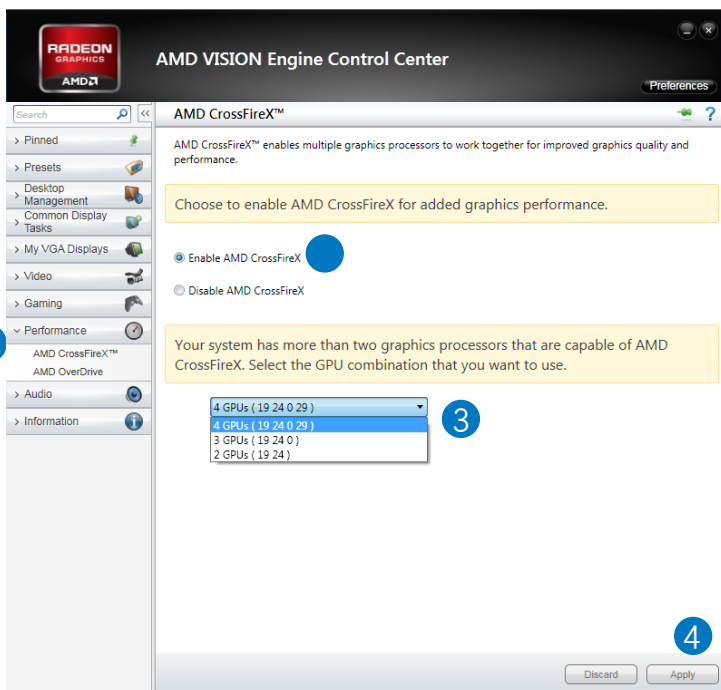 RADEON
GRAPHICS
AMD
AMD VISION Engine Control Center
Preferences
Search
<<
AMD CrossFireX™
?
> Pinned
AMD CrossFireX™ enables multiple graphics processors to work together for improved graphics quality and
performance.
> Presets
> Desktop
Management
> Common Display
Tasks
> My VGA Displays
> Video
> Gaming
Performance
AMD CrossFireX™
AMD OverDrive
> Audio
> Information
Choose to enable AMD CrossFireX for added graphics performance.
Enable AMD CrossFireX
Disable AMD CrossFireX
Your system has more than two graphics processors that are capable of AMD
CrossFireX. Select the GPU combination that you want to use.
4 GPUs ( 19 24 0 29 )
4 GPUs ( 19 24 0 29 )
3 GPUs ( 19 24 0 )
2 GPUs ( 19 24 )
3
4
Discard
Apply